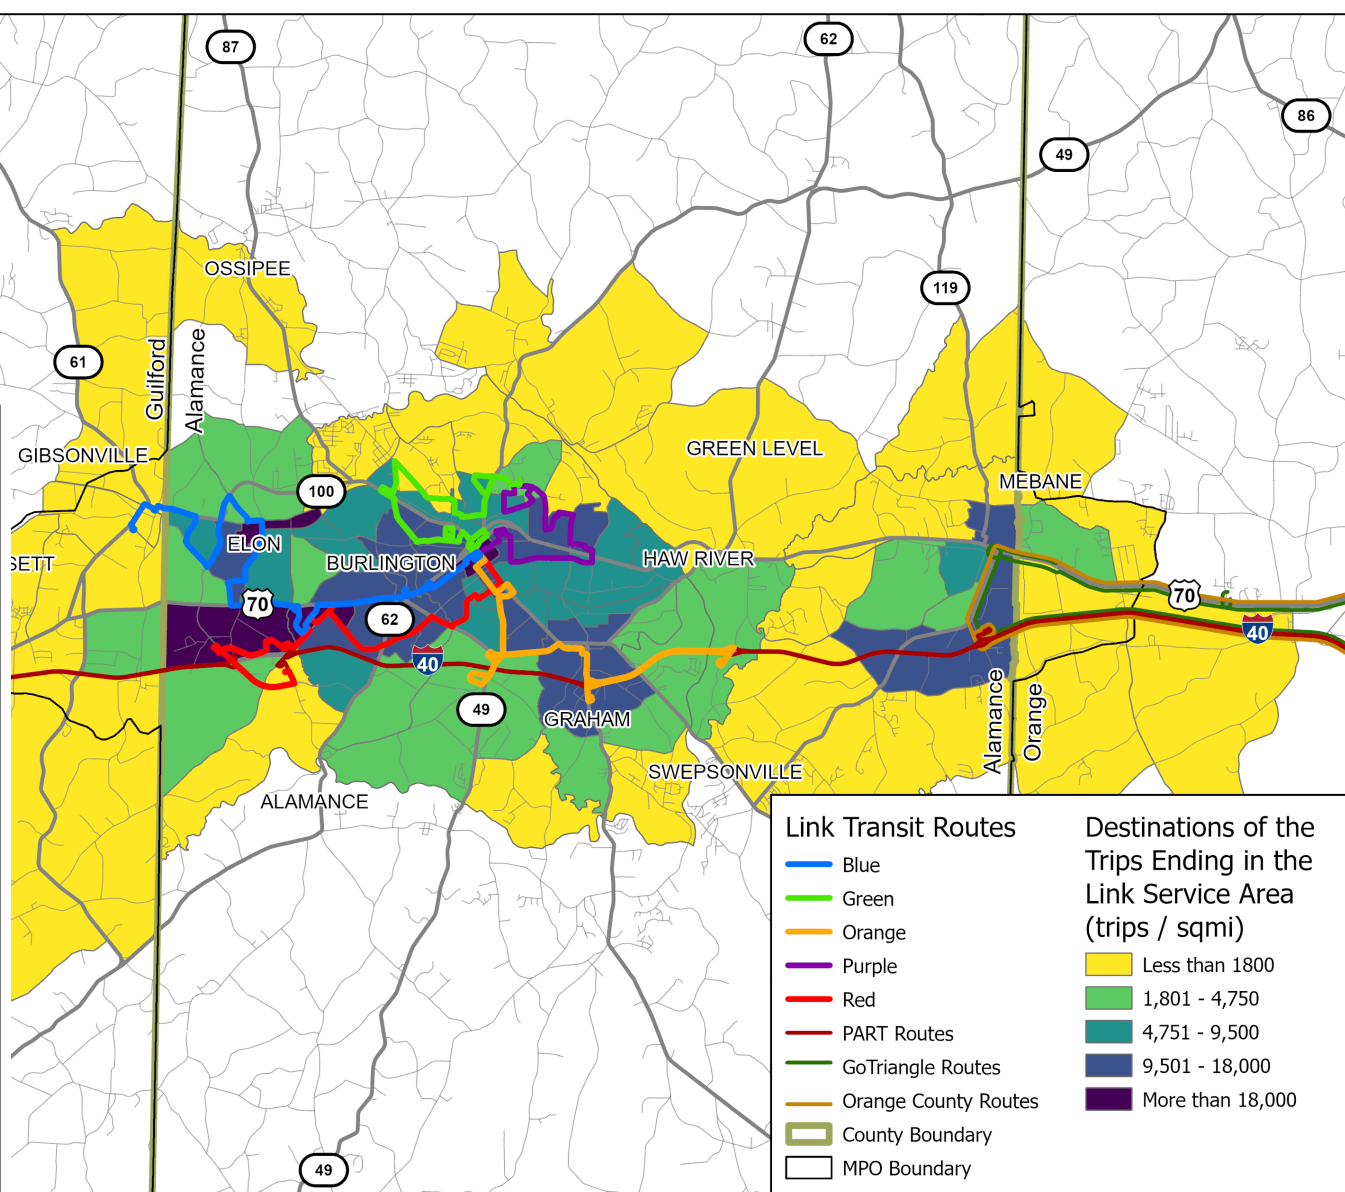 87
62
86
49
OSSIPEE
119
61
Guilford
Alamance
GIBSONVILLE
GREEN LEVEL
100
MEBANE
ELON
BURLINGTON
HAW RIVER
SETT
70
62
70
40
40
49
GRAHAM
Alamance
Orange
SWEPSONVILLE
ALAMANCE
49
Link Transit Routes
Blue
Green
Orange
Purple
Red
PART Routes
GoTriangle Routes
Orange County Routes
County Boundary
MPO Boundary
Destinations of the
Trips Ending in the
Link Service Area
(trips / sqmi)
Less than 1800
1,801 - 4,750
4,751 - 9,500
9,501 - 18,000
More than 18,000